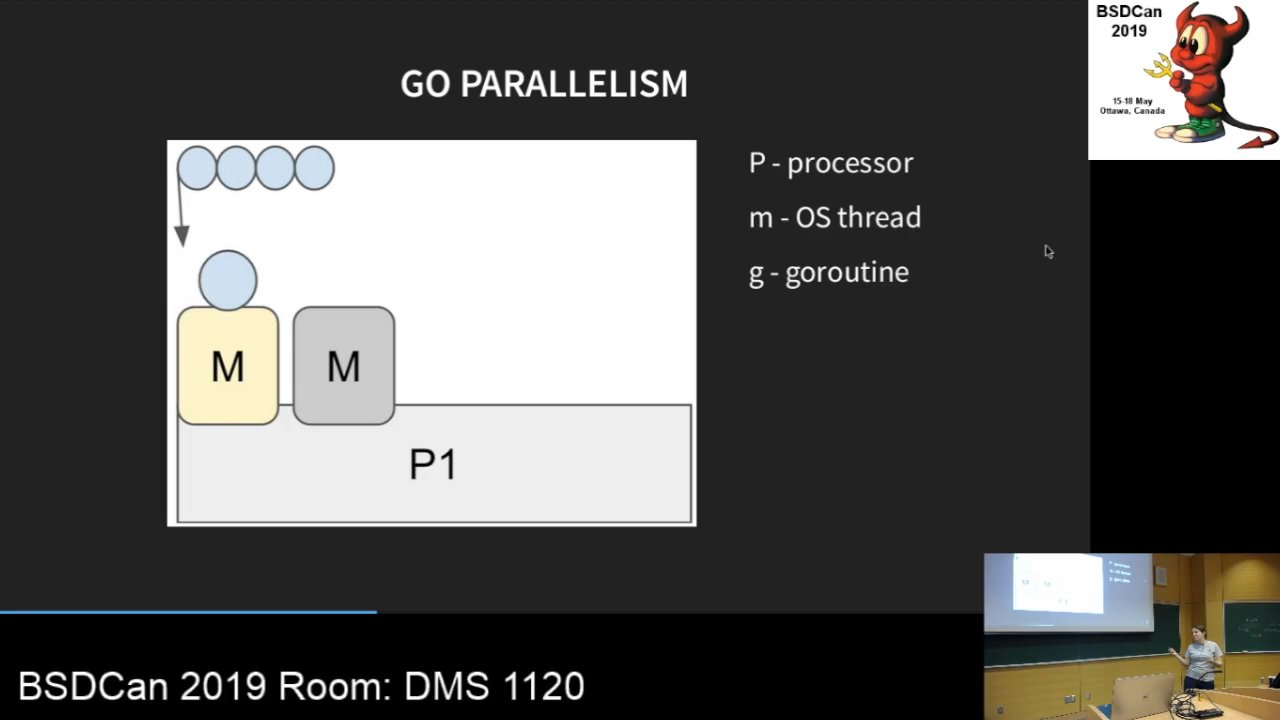 GO PARALLELISM
M
M
P1
P - processor
m - OS thread
g - goroutine
BSDCan
2019
15-18 May
Ottawa, Canada
BSDCan 2019 Room: DMS 1120